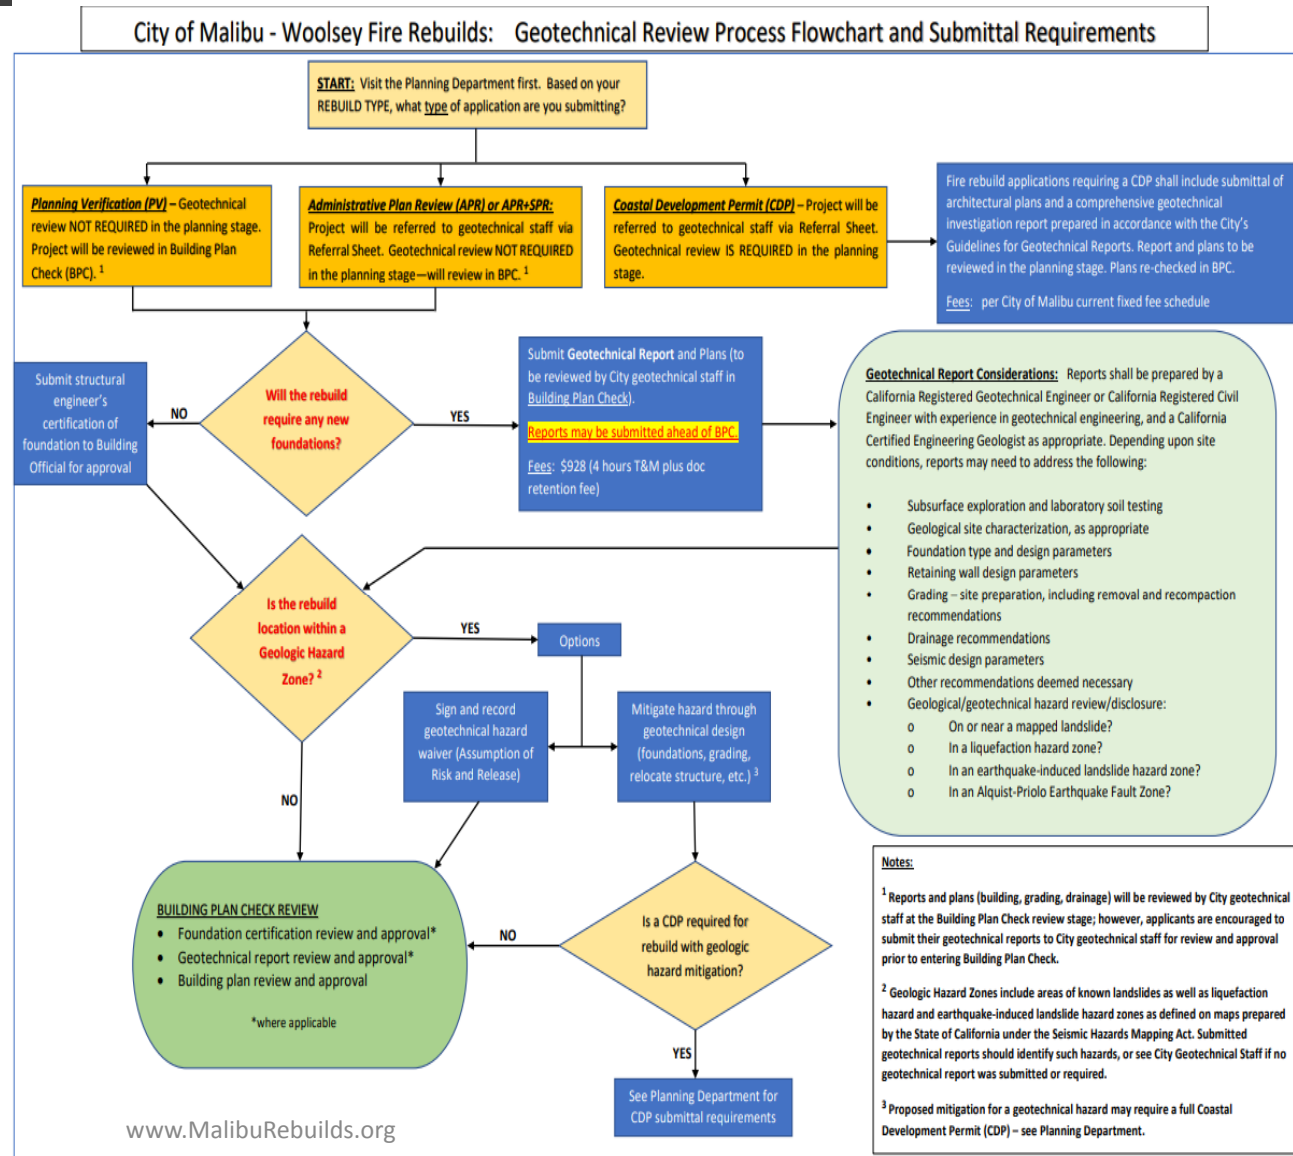 City of Malibu - Woolsey Fire Rebuilds: Geotechnical Review Process Flowchart and Submittal Requirements
START: Visit the Planning Department first. Based on your
REBUILD TYPE, what type of application are you submitting?
Planning Verification (PV) – Geotechnical
review NOT REQUIRED in the planning stage.
Project will be reviewed in Building Plan
Check (BPC). 1
Administrative Plan Review (APR) or APR+SPR:
Project will be referred to geotechnical staff via
Referral Sheet. Geotechnical review NOT REQUIRED
in the planning stage—will review in BPC. 1
Coastal Development Permit (CDP) – Project will be
referred to geotechnical staff via Referral Sheet.
Geotechnical review IS REQUIRED in the planning
stage.
Fire rebuild applications requiring a CDP shall include submittal of
architectural plans and a comprehensive geotechnical
investigation report prepared in accordance with the City's
Guidelines for Geotechnical Reports. Report and plans to be
reviewed in the planning stage. Plans re-checked in BPC.
Fees: per City of Malibu current fixed fee schedule
Submit structural
engineer's
certification of
foundation to Building
Official for approval
NO
Will the rebuild
require any new
foundations?
YES
Submit Geotechnical Report and Plans (to
be reviewed by City geotechnical staff in
Building Plan Check).
Reports may be submitted ahead of BPC.
Fees: $928 (4 hours T&M plus doc
retention fee)
Geotechnical Report Considerations: Reports shall be prepared by a
California Registered Geotechnical Engineer or California Registered Civil
Engineer with experience in geotechnical engineering, and a California
Certified Engineering Geologist as appropriate. Depending upon site
conditions, reports may need to address the following:
• Subsurface exploration and laboratory soil testing
• Geological site characterization, as appropriate
• Foundation type and design parameters
• Retaining wall design parameters
• Grading – site preparation, including removal and recompaction
recommendations
• Drainage recommendations
• Seismic design parameters
• Other recommendations deemed necessary
• Geological/geotechnical hazard review/disclosure:
o On or near a mapped landslide?
o In a liquefaction hazard zone?
o In an earthquake-induced landslide hazard zone?
o In an Alquist-Priolo Earthquake Fault Zone?
Is the rebuild
location within a
Geologic Hazard
Zone? 2
YES
Options
Sign and record
geotechnical hazard
waiver (Assumption of
Risk and Release)
Mitigate hazard through
geotechnical design
(foundations, grading,
relocate structure, etc.) 3
NO
BUILDING PLAN CHECK REVIEW
• Foundation certification review and approval*
• Geotechnical report review and approval*
• Building plan review and approval
*where applicable
NO
Is a CDP required for
rebuild with geologic
hazard mitigation?
YES
See Planning Department for
CDP submittal requirements
Notes:
1 Reports and plans (building, grading, drainage) will be reviewed by City geotechnical
staff at the Building Plan Check review stage; however, applicants are encouraged to
submit their geotechnical reports to City geotechnical staff for review and approval
prior to entering Building Plan Check.
2 Geologic Hazard Zones include areas of known landslides as well as liquefaction
hazard and earthquake-induced landslide hazard zones as defined on maps prepared
by the State of California under the Seismic Hazards Mapping Act. Submitted
geotechnical reports should identify such hazards, or see City Geotechnical Staff if no
geotechnical report was submitted or required.
3 Proposed mitigation for a geotechnical hazard may require a full Coastal
Development Permit (CDP) – see Planning Department.
www.MalibuRebuilds.org